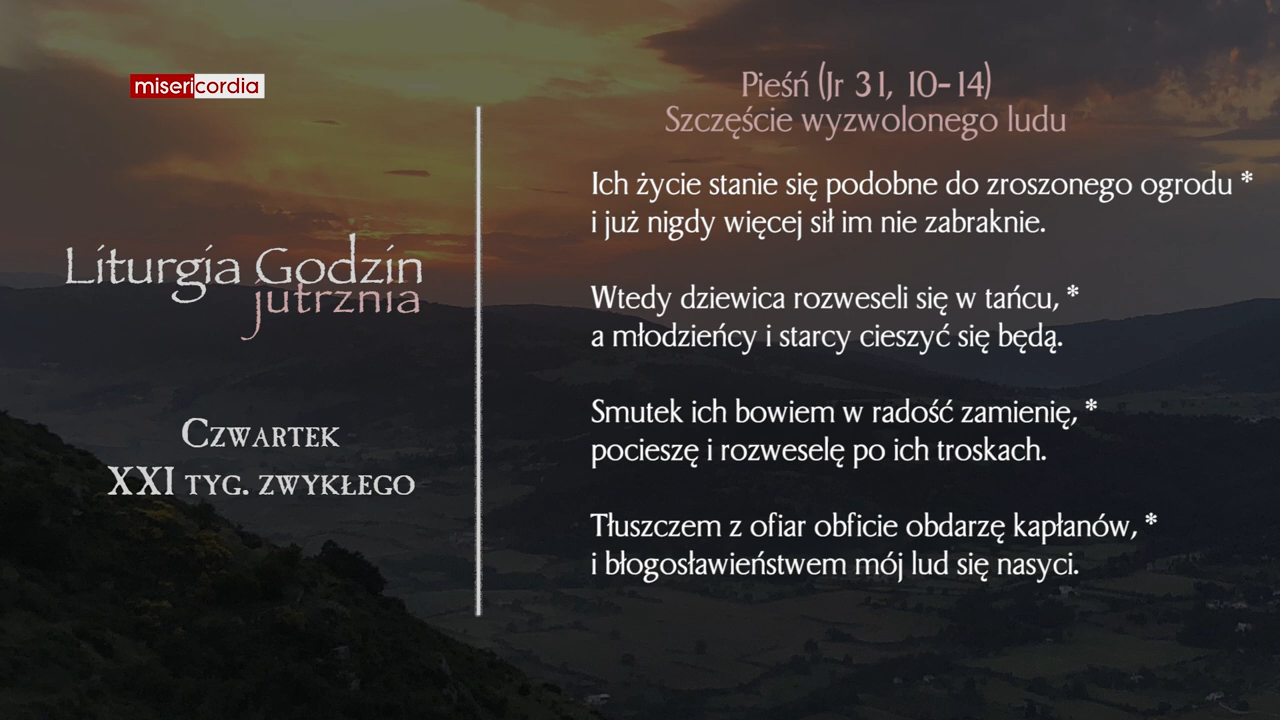 misericordia
Liturgia Godzin
jutrznia
Czwartek
XXI tyg. zwykłego
Pieśń (Jr 31, 10-14)
Szczęście wyzwolonego ludu
Ich życie stanie się podobne do zroszonego ogrodu *
i już nigdy więcej sił im nie zabraknie.
Wtedy dziewica rozweseli się w tańcu, *
a młodzieńcy i starcy cieszyć się będą.
Smutek ich bowiem w radość zamienię, *
pocieszę i rozweselę po ich troskach.
Tłuszczem z ofiar obficie obdarzę kapłanów, *
i błogosławieństwem mój lud się nasyci.